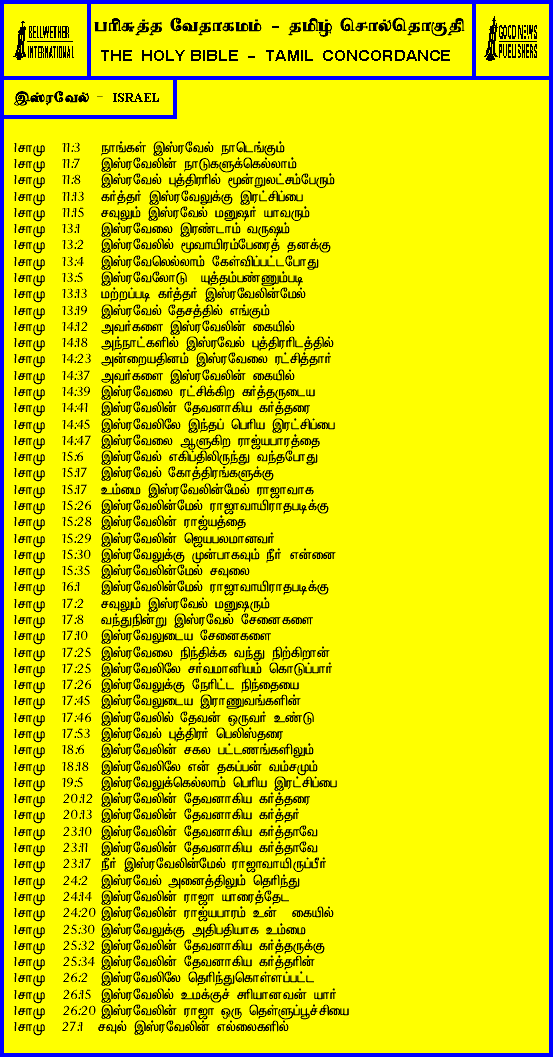 BELLWETHER
INTERNATIONAL
பரிசுத்த வேதாகமம் - தமிழ் சொல்தொகுதி
THE HOLY BIBLE - TAMIL CONCORDANCE
GOOD NEWS
PUBLISHERS
இஸ்ரவேல் - ISRAEL
1சாமு 11:3 நாங்கள் இஸ்ரவேல் நாடெங்கும்
1சாமு 11:7 இஸ்ரவேலின் நாடுகளுக்கெல்லாம்
1சாமு 11:8 இஸ்ரவேல் புத்திரரில் மூன்றுலட்சம்பேரும்
1சாமு 11:13 கர்த்தர் இஸ்ரவேலுக்கு இரட்சிப்பை
1சாமு 11:15 சவுலும் இஸ்ரவேல் மனுஷர் யாவரும்
1சாமு 13:1 இஸ்ரவேலை இரண்டாம் வருஷம்
1சாமு 13:2 இஸ்ரவேலில் மூவாயிரம்பேரைத் தனக்கு
1சாமு 13:4 இஸ்ரவேலெல்லாம் கேள்விப்பட்டபோது
1சாமு 13:5 இஸ்ரவேலோடு யுத்தம்பண்ணும்படி
1சாமு 13:13 மற்றப்படி கர்த்தர் இஸ்ரவேலின்மேல்
1சாமு 13:19 இஸ்ரவேல் தேசத்தில் எங்கும்
1சாமு 14:12 அவர்களை இஸ்ரவேலின் கையில்
1சாமு 14:18 அந்நாட்களில் இஸ்ரவேல் புத்திரரிடத்தில்
1சாமு 14:23 அன்றையதினம் இஸ்ரவேலை ரட்சித்தார்
1சாமு 14:37 அவர்களை இஸ்ரவேலின் கையில்
1சாமு 14:39 இஸ்ரவேலை ரட்சிக்கிற கர்த்தருடைய
1சாமு 14:41 இஸ்ரவேலின் தேவனாகிய கர்த்தரை
1சாமு 14:45 இஸ்ரவேலிலே இந்தப் பெரிய இரட்சிப்பை
1சாமு 14:47 இஸ்ரவேலை ஆளுகிற ராஜ்யபாரத்தை
1சாமு 15:6 இஸ்ரவேல் எகிப்திலிருந்து வந்தபோது
1சாமு 15:17 இஸ்ரவேல் கோத்திரங்களுக்கு
1சாமு 15:17 உம்மை இஸ்ரவேலின்மேல் ராஜாவாக
1சாமு 15:26 இஸ்ரவேலின்மேல் ராஜாவாயிராதபடிக்கு
1சாமு 15:28 இஸ்ரவேலின் ராஜ்யத்தை
1சாமு 15:29 இஸ்ரவேலின் ஜெயபலமானவர்
1சாமு 15:30 இஸ்ரவேலுக்கு முன்பாகவும் நீர் என்னை
1சாமு 15:35 இஸ்ரவேலின்மேல் சவுலை
1சாமு 16:1 இஸ்ரவேலின்மேல் ராஜாவாயிராதபடிக்கு
1சாமு 17:2 சவுலும் இஸ்ரவேல் மனுஷரும்
1சாமு 17:8 வந்துநின்று இஸ்ரவேல் சேனைகளை
1சாமு 17:10 இஸ்ரவேலுடைய சேனைகளை
1சாமு 17:25 இஸ்ரவேலை நிந்திக்க வந்து நிற்கிறான்
1சாமு 17:25 இஸ்ரவேலிலே சர்வமானியம் கொடுப்பார்
1சாமு 17:26 இஸ்ரவேலுக்கு நேரிட்ட நிந்தையை
1சாமு 17:45 இஸ்ரவேலுடைய இராணுவங்களின்
1சாமு 17:46 இஸ்ரவேலில் தேவன் ஒருவர் உண்டு
1சாமு 17:53 இஸ்ரவேல் புத்திரர் பெலிஸ்தரை
1சாமு 18:6 இஸ்ரவேலின் சகல பட்டணங்களிலும்
1சாமு 18:18 இஸ்ரவேலிலே என் தகப்பன் வம்சமும்
1சாமு 19:5 இஸ்ரவேலுக்கெல்லாம் பெரிய இரட்சிப்பை
1சாமு 20:12 இஸ்ரவேலின் தேவனாகிய கர்த்தரை
1சாமு 20:13 இஸ்ரவேலின் தேவனாகிய கர்த்தர்
1சாமு 23:10 இஸ்ரவேலின் தேவனாகிய கர்த்தாவே
1சாமு 23:11 இஸ்ரவேலின் தேவனாகிய கர்த்தாவே
1சாமு 23:17 நீர் இஸ்ரவேலின்மேல் ராஜாவாயிருப்பீர்
1சாமு 24:2 இஸ்ரவேல் அனைத்திலும் தெரிந்து
1சாமு 24:14 இஸ்ரவேலின் ராஜா யாரைத்தேட
1சாமு 24:20 இஸ்ரவேலின் ராஜ்யபாரம் உன் கையில்
1சாமு 25:30 இஸ்ரவேலுக்கு அதிபதியாக உம்மை
1சாமு 25:32 இஸ்ரவேலின் தேவனாகிய கர்த்தருக்கு
1சாமு 25:34 இஸ்ரவேலின் தேவனாகிய கர்த்தரின்
1சாமு 26:2 இஸ்ரவேலிலே தெரிந்துகொள்ளப்பட்ட
1சாமு 26:15 இஸ்ரவேலில் உமக்குச் சரியானவன் யார்
1சாமு 26:20 இஸ்ரவேலின் ராஜா ஒரு தெள்ளுப்பூச்சியை
1சாமு 27:1 சவுல் இஸ்ரவேலின் எல்லைகளில்